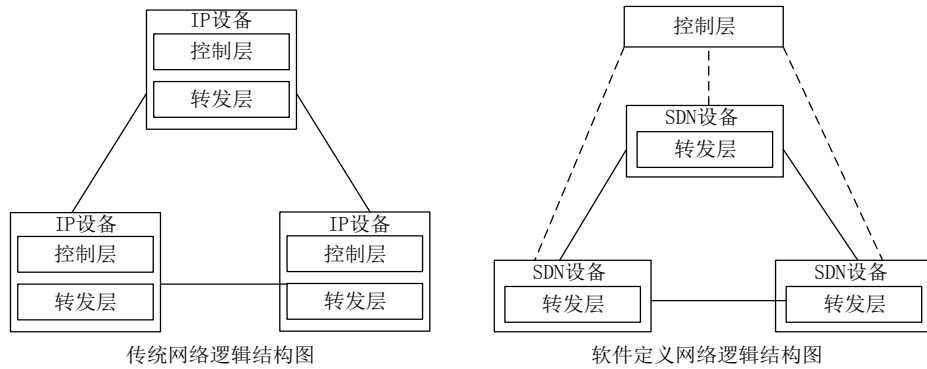 IP设备
控制层
转发层
IP设备
控制层
转发层
IP设备
控制层
转发层
传统网络逻辑结构图
控制层
SDN设备
转发层
SDN设备
转发层
SDN设备
转发层
软件定义网络逻辑结构图